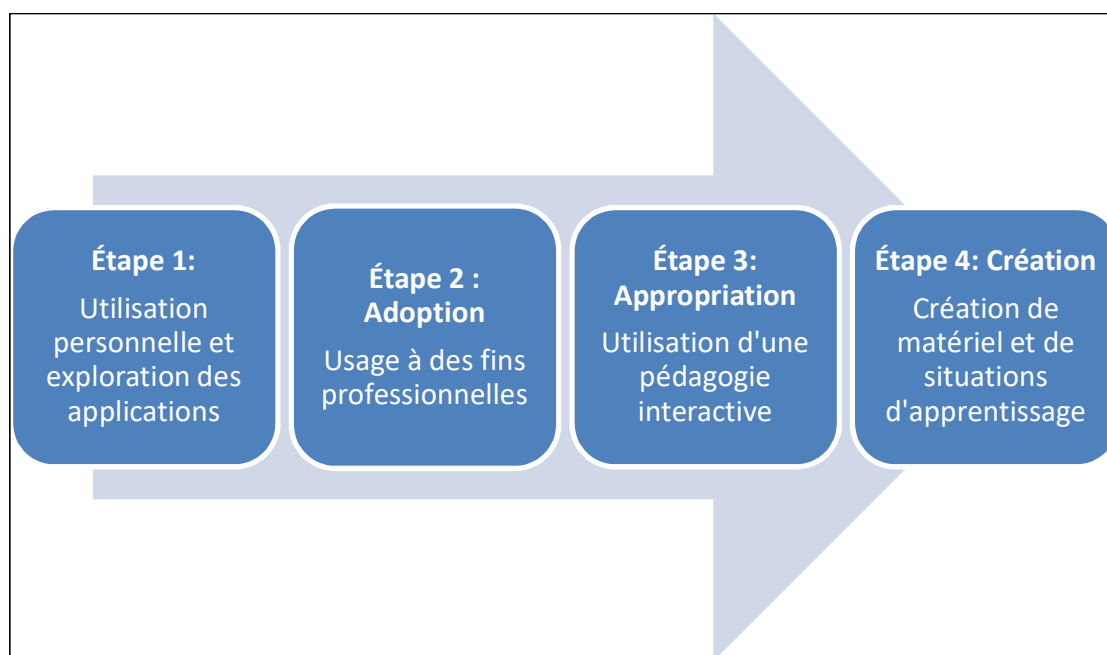 Étape 1:
Utilisation
personnelle et
exploration des
applications
Étape 2 :
Adoption
Usage à des fins
professionnelles
Étape 3:
Appropriation
Utilisation d'une
pédagogie
interactive
Étape 4: Création
Création de
matériel et de
situations
d'apprentissage